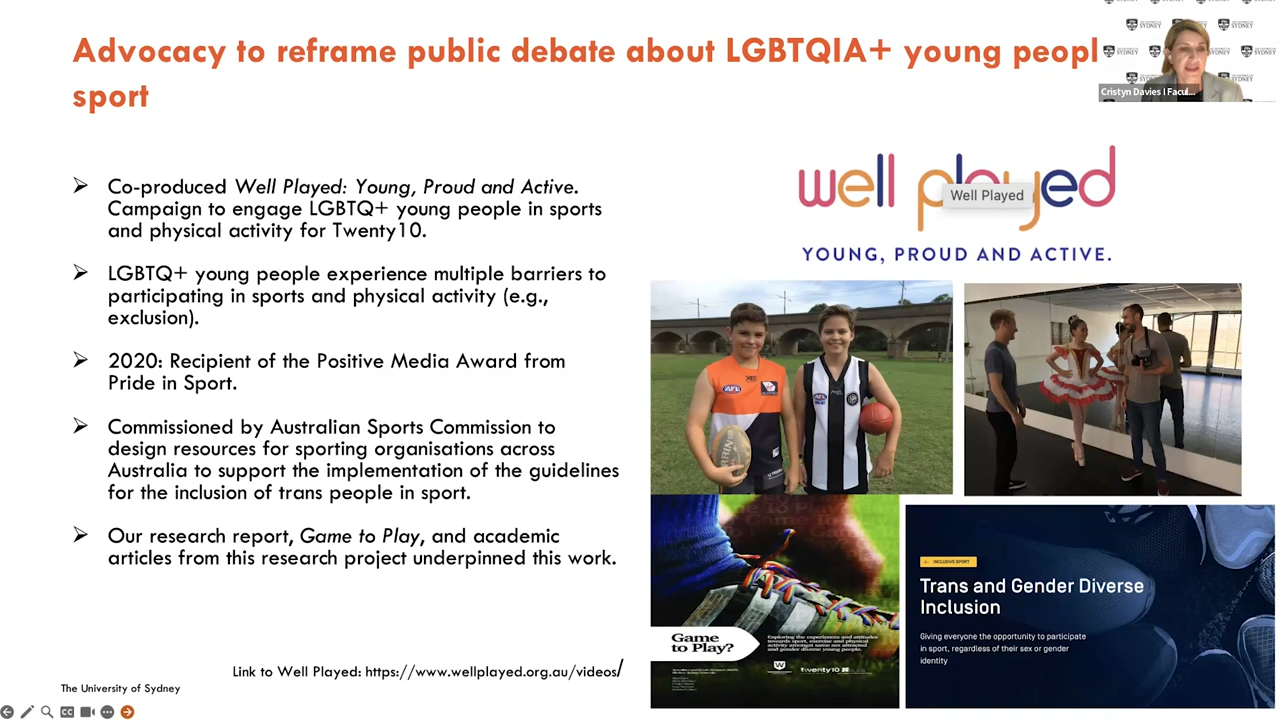 Advocacy to reframe public debate about LGBTQIA+ young peopl
sport
SYDNEY
Cristyn Davies I Facul...
➢ Co-produced Well Played: Young, Proud and Active.
Campaign to engage LGBTQ+ young people in sports
and physical activity for Twenty10.
➢ LGBTQ+ young people experience multiple barriers to
participating in sports and physical activity (e.g.,
exclusion).
➢ 2020: Recipient of the Positive Media Award from
Pride in Sport.
➢ Commissioned by Australian Sports Commission to
design resources for sporting organisations across
Australia to support the implementation of the guidelines
for the inclusion of trans people in sport.
➢ Our research report, Game to Play, and academic
articles from this research project underpinned this work.
Link to Well Played: https://www.wellplayed.org.au/videos/
The University of Sydney
CC
well played
Well Played
YOUNG, PROUD AND ACTIVE.
AFL
AFL
Game
to Play?
Exploring the experiences and attitudes
towards sport, exercise and physical
activity amongst same sex attracted
and gender diverse young people.
twenty10
INCLUSIVE SPORT
Trans and Gender Diverse
Inclusion
Giving everyone the opportunity to participate
in sport, regardless of their sex or gender
identity